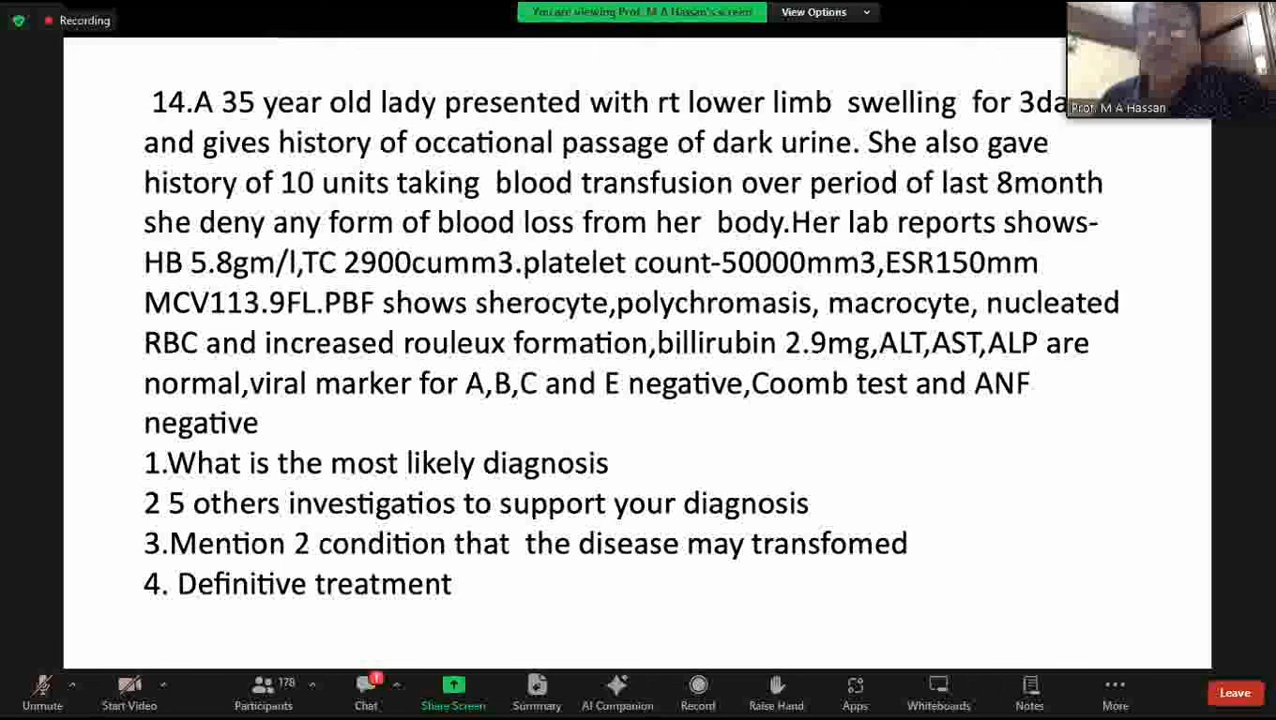 Recording
You are viewing Prof. M A Hassan's screen
View Options
Prof. M A Hassan
14.A 35 year old lady presented with rt lower limb swelling for 3da
and gives history of occational passage of dark urine. She also gave
history of 10 units taking blood transfusion over period of last 8month
she deny any form of blood loss from her body.Her lab reports shows-
HB 5.8gm/l,TC 2900cumm3.platelet count-50000mm3,ESR150mm
MCV113.9FL.PBF shows sherocyte,polychromasis, macrocyte, nucleated
RBC and increased rouleux formation,billirubin 2.9mg,ALT,AST,ALP are
normal,viral marker for A,B,C and E negative,Coomb test and ANF
negative
1.What is the most likely diagnosis
2 5 others investigatios to support your diagnosis
3.Mention 2 condition that the disease may transfomed
4. Definitive treatment
Unmute
Start Video
178
Participants
1
Chat
Share Screen
Summary
AI Companion
Record
Raise Hand
Apps
Whiteboards
Notes
More
Leave